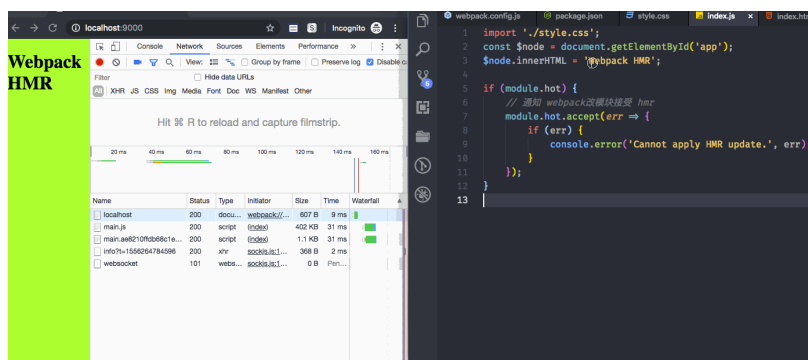 localhost:9000
Incognito
Webpack
HMR
Console Network Sources Elements Performance »
View: Group by frame Preserve log Disable
Filter
Hide data URLs
All XHR JS CSS Img Media Font Doc WS Manifest Other
Hit ⌘ R to reload and capture filmstrip.
20 ms 40 ms 60 ms 80 ms 100 ms 120 ms 140 ms 160 ms
Name Status Type Initiator Size Time Waterfall
localhost 200 docu... webpack://... 607 B 9 ms
main.js 200 script (index) 402 KB 31 ms
main.ae8210ffdb68c1e... 200 script (index) 1.1 KB 31 ms
info?t=1556264784596 200 xhr sockjs.js:1... 368 B 2 ms
websocket 101 webs... sockjs.js:1... 0 B Pen...
webpack.config.js package.json style.css index.js × index.ht
1 import './style.css';
2 const $node = document.getElementById('app');
3 $node.innerHTML = 'Webpack HMR';
4
5 if (module.hot) {
6 // 通知 webpack改模块接受 hmr
7 module.hot.accept(err ⇒ {
8 if (err) {
9 console.error('Cannot apply HMR update.', err)
10 }
11 });
12 }
13